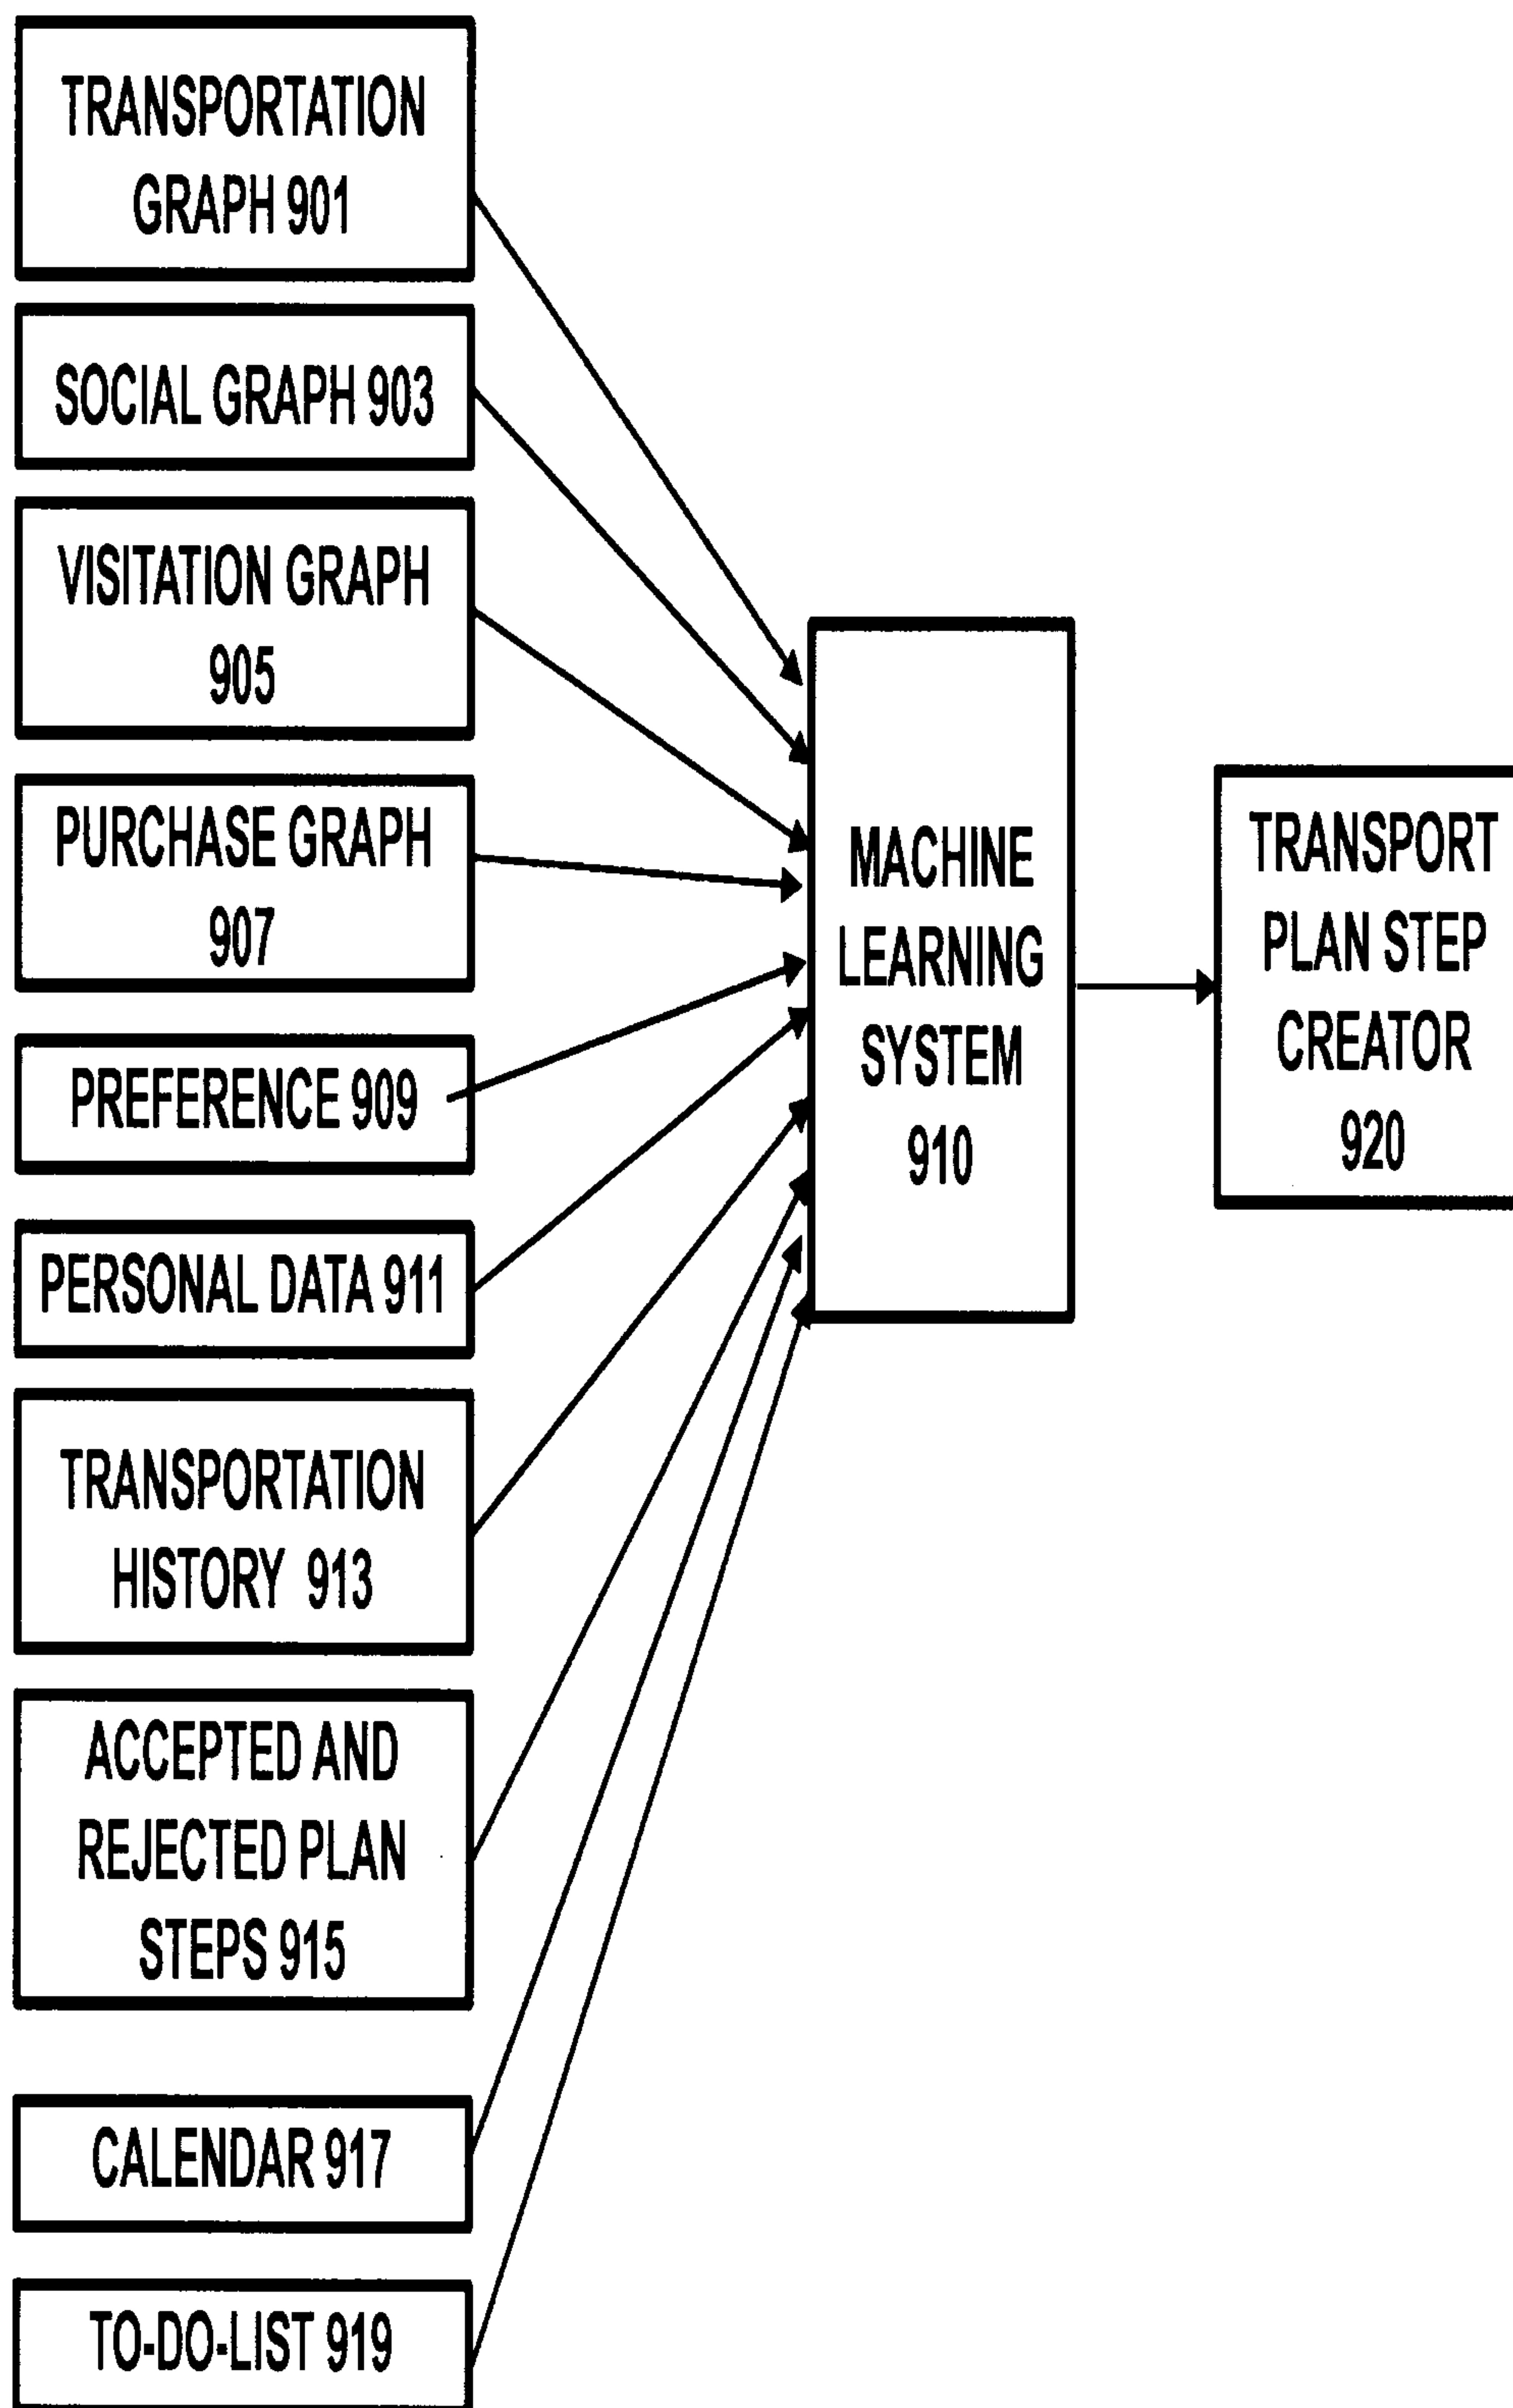 TRANSPORTATION
GRAPH 901
SOCIAL GRAPH 903
VISITATION GRAPH
905
PURCHASE GRAPH
907
PREFERENCE 909
PERSONAL DATA 911
TRANSPORTATION
HISTORY 913
ACCEPTED AND
REJECTED PLAN
STEPS 915
CALENDAR 917
TO-DO-LIST 919
MACHINE
LEARNING
SYSTEM
910
TRANSPORT
PLAN STEP
CREATOR
920